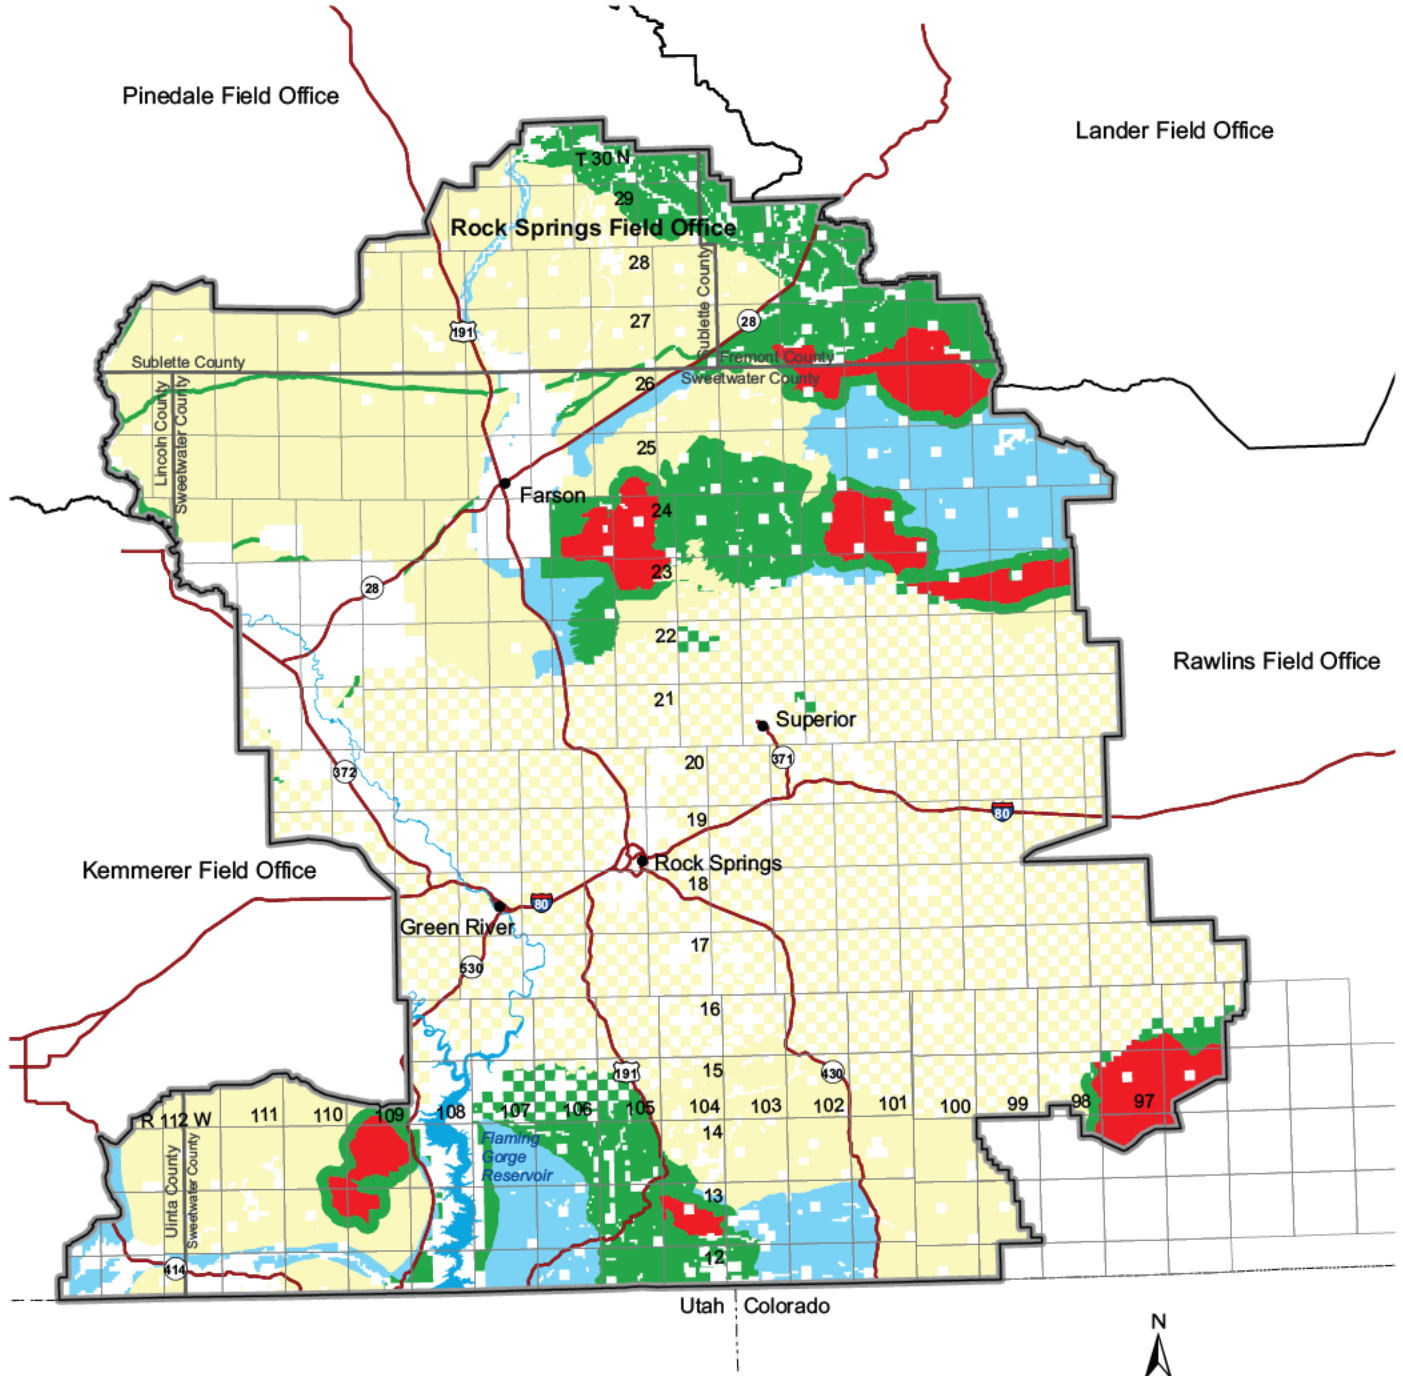 Pinedale Field Office
Lander Field Office
T 30 N
29
Rock Springs Field Office
28
Sublette County
27
28
191
Sublette County
Fremont County
Sweetwater County
26
Lincoln County
Sweetwater County
25
Farson
24
23
28
22
Rawlins Field Office
21
Superior
20
371
372
19
80
Kemmerer Field Office
Rock Springs
18
80
Green River
17
530
16
15
191
430
R 112 W
111
110
109
108
107
106
105
104
103
102
101
100
99
98
97
14
Flaming
Gorge
Reservoir
Uinta County
Sweetwater County
13
12
414
Utah
Colorado
N